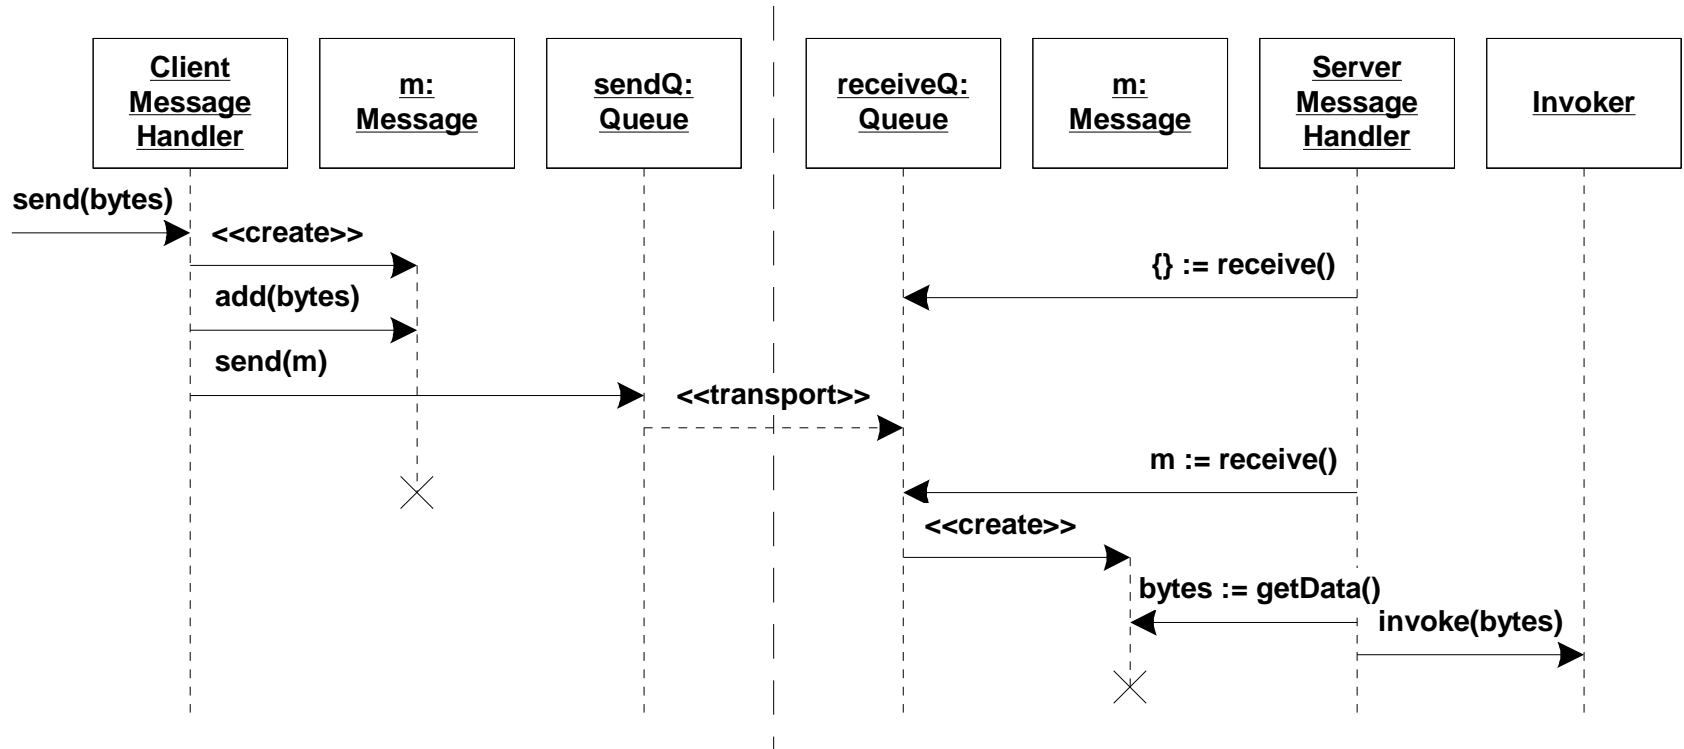 Client
Message
Handler
m:
Message
sendQ:
Queue
receiveQ:
Queue
m:
Message
Server
Message
Handler
Invoker
send(bytes)
<<create>>
{} := receive()
add(bytes)
send(m)
<<transport>>
m := receive()
<<create>>
bytes := getData()
invoke(bytes)